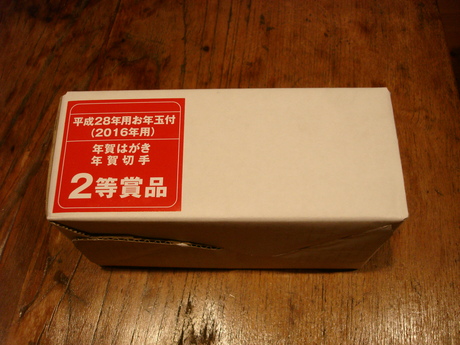 平成28年用お年玉付
(2016年用)
年賀はがき
年賀切手
2等賞品